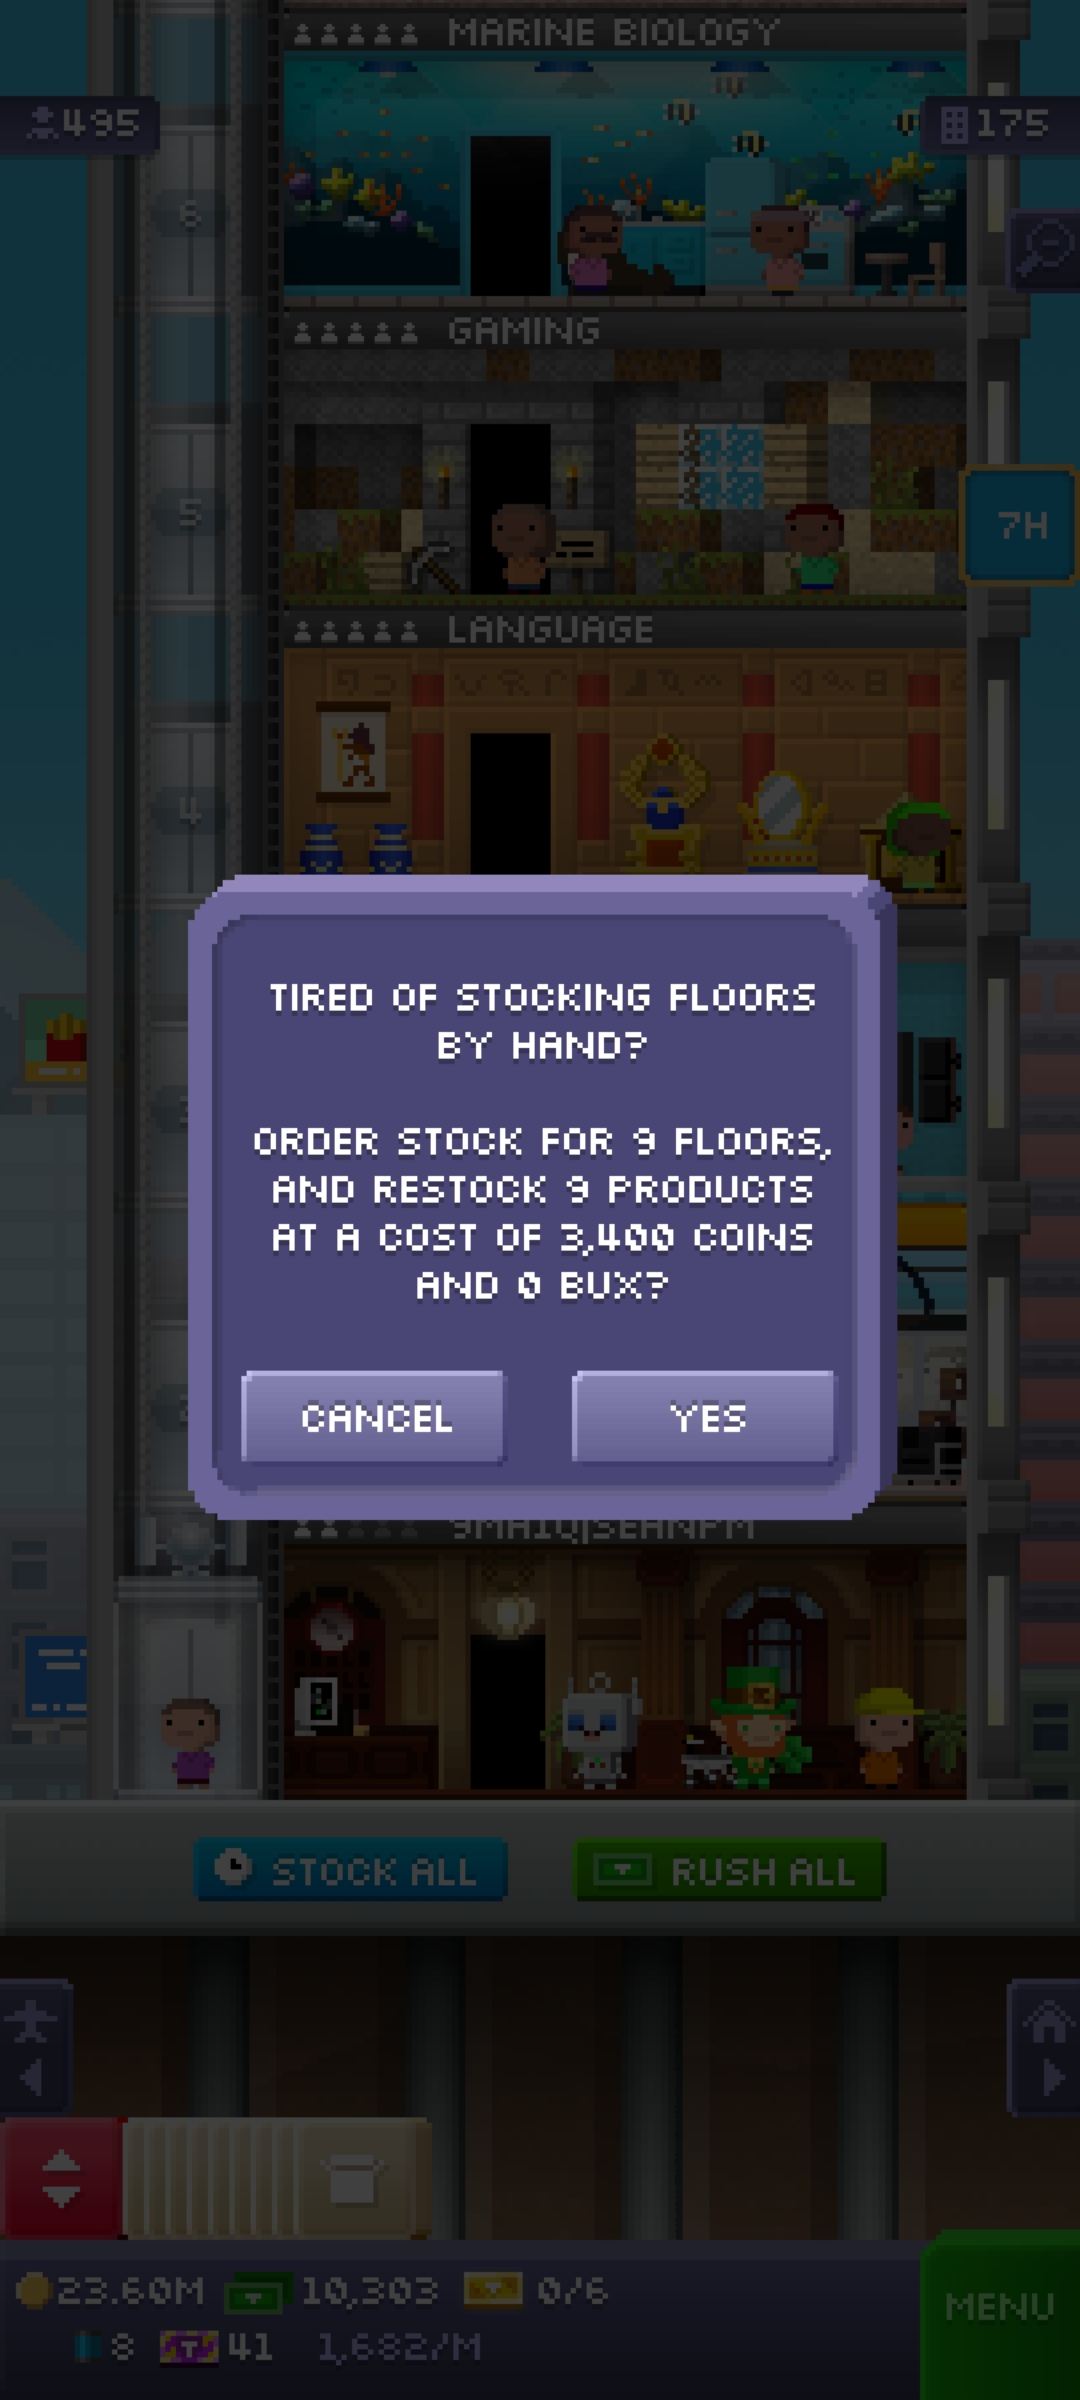 MARINE BIOLOGY
495
175
6
GAMING
5
7H
LANGUAGE
4
TIRED OF STOCKING FLOORS
BY HAND?
ORDER STOCK FOR 9 FLOORS,
AND RESTOCK 9 PRODUCTS
AT A COST OF 3,400 COINS
AND 0 BUX?
CANCEL
YES
STOCK ALL
RUSH ALL
23.60M
10,303
0/6
MENU
8
41
1,682/M